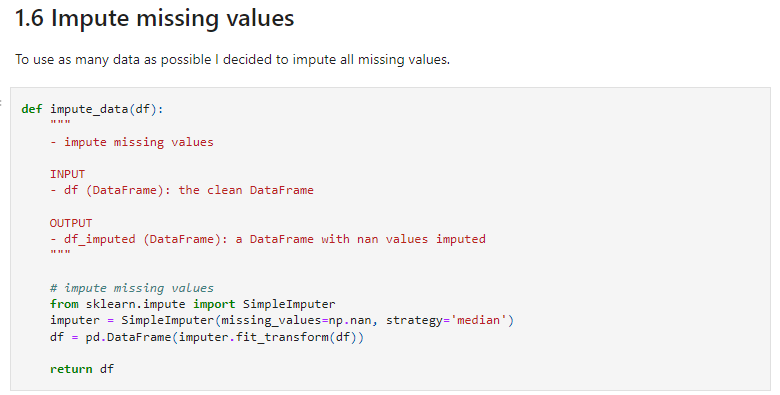 1.6 Impute missing values
To use as many data as possible I decided to impute all missing values.
def impute_data(df):
"""
- impute missing values
INPUT
- df (DataFrame): the clean DataFrame
OUTPUT
- df_imputed (DataFrame): a DataFrame with nan values imputed
"""
# impute missing values
from sklearn.impute import SimpleImputer
imputer = SimpleImputer(missing_values=np.nan, strategy='median')
df = pd.DataFrame(imputer.fit_transform(df))
return df